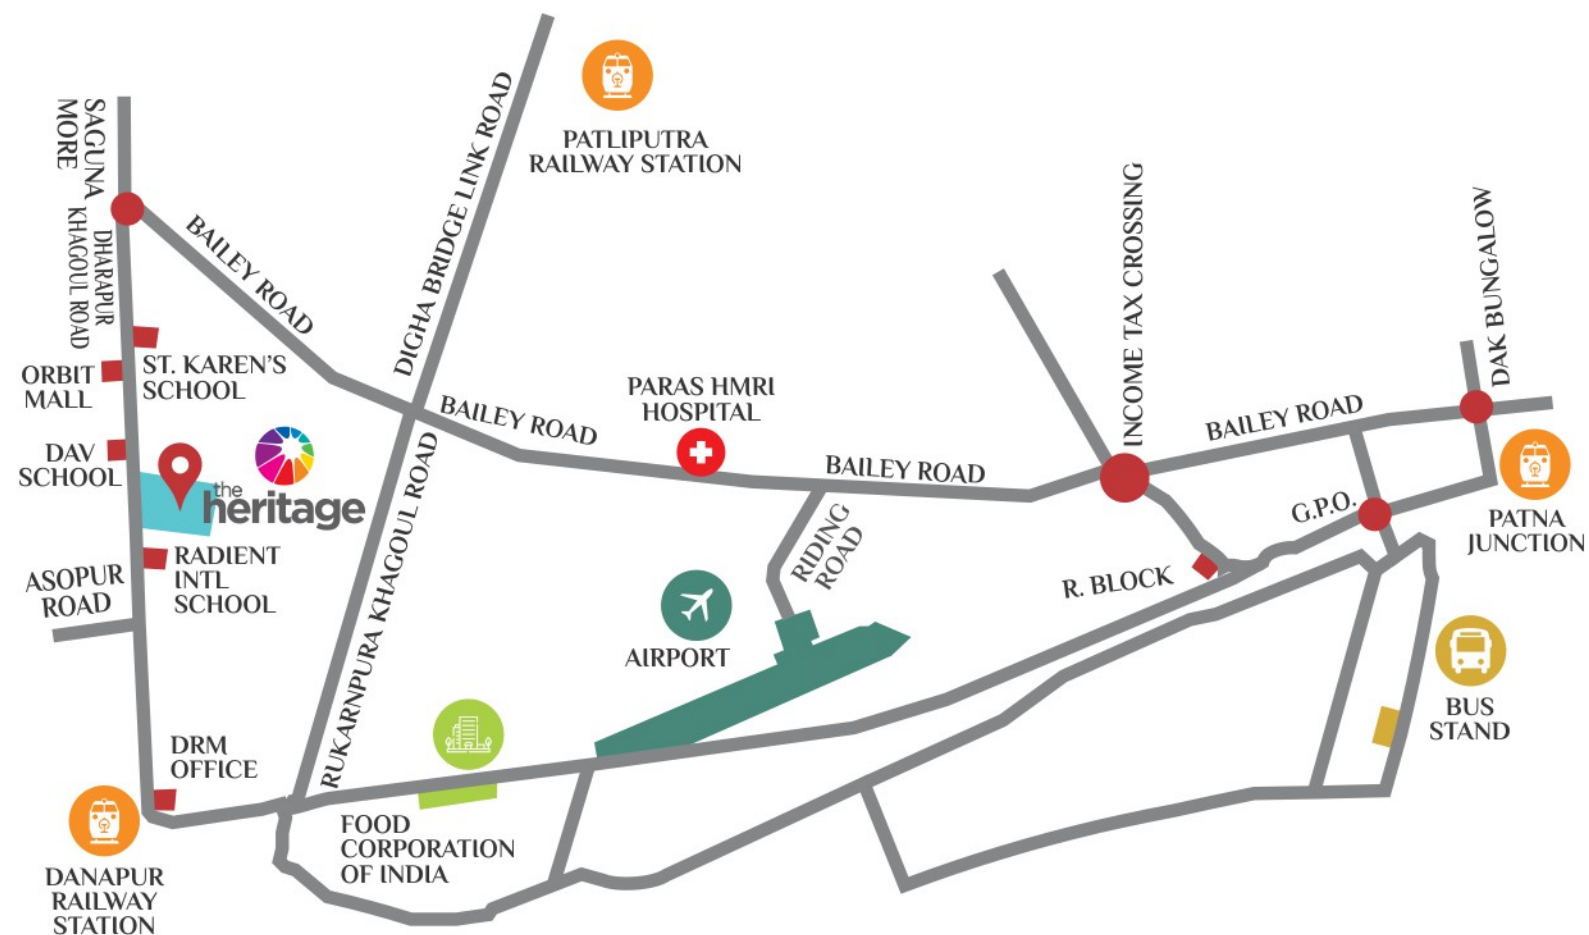 SAGUNA
MORE
DHARAPUR
KHAGOUL ROAD
BAILEY ROAD
DIGHA BRIDGE LINK ROAD
PATLIPUTRA
RAILWAY STATION
INCOME TAX CROSSING
DAK BUNGALOW
ORBIT
MALL
ST. KAREN'S
SCHOOL
BAILEY ROAD
PARAS HMRI
HOSPITAL
BAILEY ROAD
BAILEY ROAD
DAV
SCHOOL
the
heritage
RUKARNPURA KHAGOUL ROAD
RIDING
ROAD
G.P.O.
PATNA
JUNCTION
ASOPUR
ROAD
RADIENT
INTL
SCHOOL
R. BLOCK
AIRPORT
BUS
STAND
DRM
OFFICE
FOOD
CORPORATION
OF INDIA
DANAPUR
RAILWAY
STATION